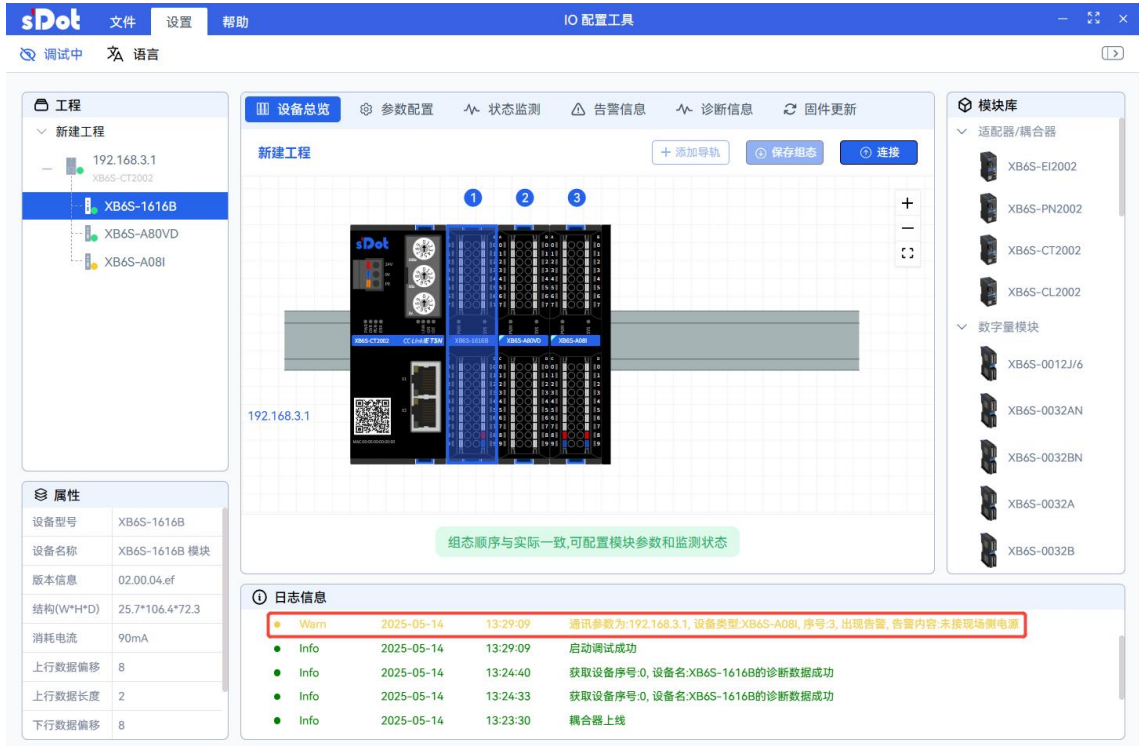 sDot 文件 设置 帮助 IO 配置工具
调试中 语言
工程
新建工程
192.168.3.1
XB6S-CT2002
XB6S-1616B
XB6S-A80VD
XB6S-A08I
属性
设备型号 XB6S-1616B
设备名称 XB6S-1616B 模块
版本信息 02.00.04.ef
结构(W*H*D) 25.7*106.4*72.3
消耗电流 90mA
上行数据偏移 8
上行数据长度 2
下行数据偏移 8
设备总览 参数配置 状态监测 告警信息 诊断信息 固件更新
新建工程 + 添加导轨 保存组态 连接
1 2 3
sDot
24V
0V
PE
XB6S-CT2002 CC-Link IE TSN XB6S-1616B XB6S-A80VD XB6S-A08I
192.168.3.1
组态顺序与实际一致,可配置模块参数和监测状态
日志信息
Warn 2025-05-14 13:29:09 通讯参数为:192.168.3.1, 设备类型:XB6S-A08I, 序号:3, 出现告警, 告警内容:未接现场侧电源
Info 2025-05-14 13:29:09 启动调试成功
Info 2025-05-14 13:24:40 获取设备序号:0, 设备名:XB6S-1616B的诊断数据成功
Info 2025-05-14 13:24:33 获取设备序号:0, 设备名:XB6S-1616B的诊断数据成功
Info 2025-05-14 13:23:30 耦合器上线
模块库
适配器/耦合器
XB6S-EI2002
XB6S-PN2002
XB6S-CT2002
XB6S-CL2002
数字量模块
XB6S-0012J/6
XB6S-0032AN
XB6S-0032BN
XB6S-0032A
XB6S-0032B